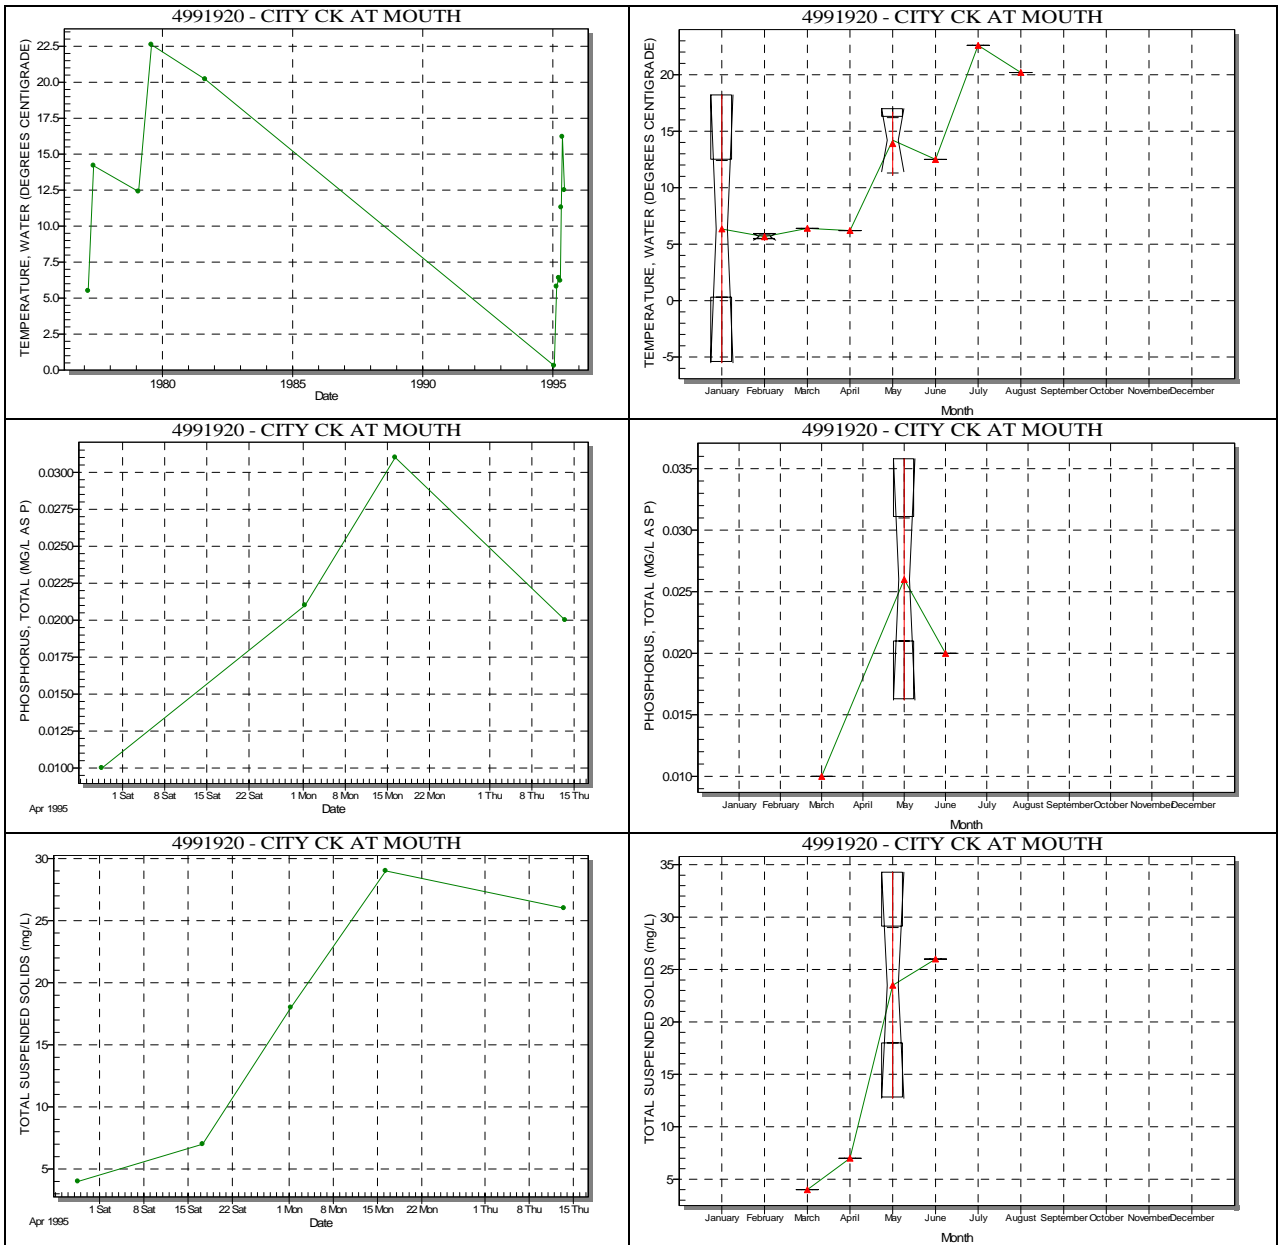 4991920 - CITY CK AT MOUTH
TEMPERATURE, WATER (DEGREES CENTIGRADE)
22.5
20.0
17.5
15.0
12.5
10.0
7.5
5.0
2.5
0.0
1980 1985 1990 1995
Date
4991920 - CITY CK AT MOUTH
TEMPERATURE, WATER (DEGREES CENTIGRADE)
20
15
10
5
0
-5
January February March April May June July August September October November December
Month
4991920 - CITY CK AT MOUTH
PHOSPHORUS, TOTAL (MG/L AS P)
0.0300
0.0275
0.0250
0.0225
0.0200
0.0175
0.0150
0.0125
0.0100
1 Sat 8 Sat 15 Sat 22 Sat 1 Mon 8 Mon 15 Mon 22 Mon 1 Thu 8 Thu 15 Thu
Apr 1995
Date
4991920 - CITY CK AT MOUTH
PHOSPHORUS, TOTAL (MG/L AS P)
0.035
0.030
0.025
0.020
0.015
0.010
January February March April May June July August September October November December
Month
4991920 - CITY CK AT MOUTH
TOTAL SUSPENDED SOLIDS (mg/L)
30
25
20
15
10
5
1 Sat 8 Sat 15 Sat 22 Sat 1 Mon 8 Mon 15 Mon 22 Mon 1 Thu 8 Thu 15 Thu
Apr 1995
Date
4991920 - CITY CK AT MOUTH
TOTAL SUSPENDED SOLIDS (mg/L)
35
30
25
20
15
10
5
January February March April May June July August September October November December
Month